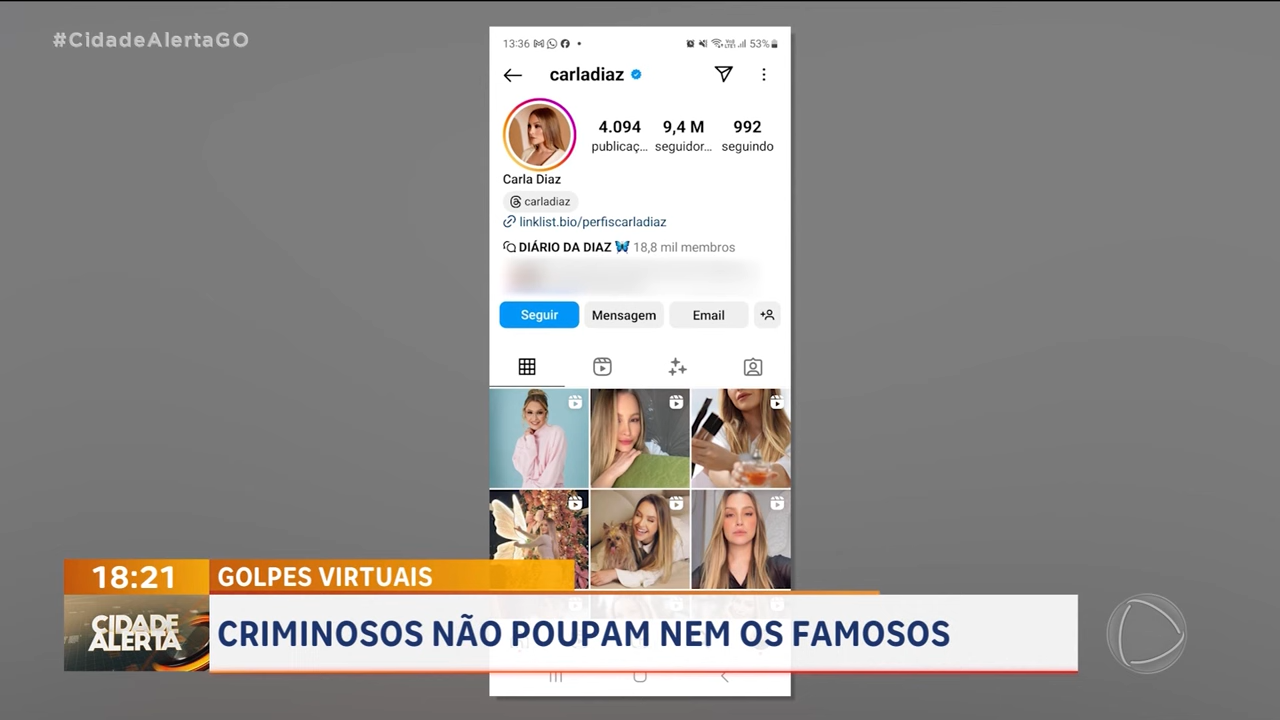 #CidadeAlertaGO
13:36 53%
carladiaz
4.094 9,4 M 992
publicaç... seguidor... seguindo
Carla Diaz
carladiaz
linklist.bio/perfiscarladiaz
DIÁRIO DA DIAZ 18,8 mil membros
Seguir Mensagem Email
18:21 GOLPES VIRTUAIS
CIDADE ALERTA
CRIMINOSOS NÃO POUPAM NEM OS FAMOSOS